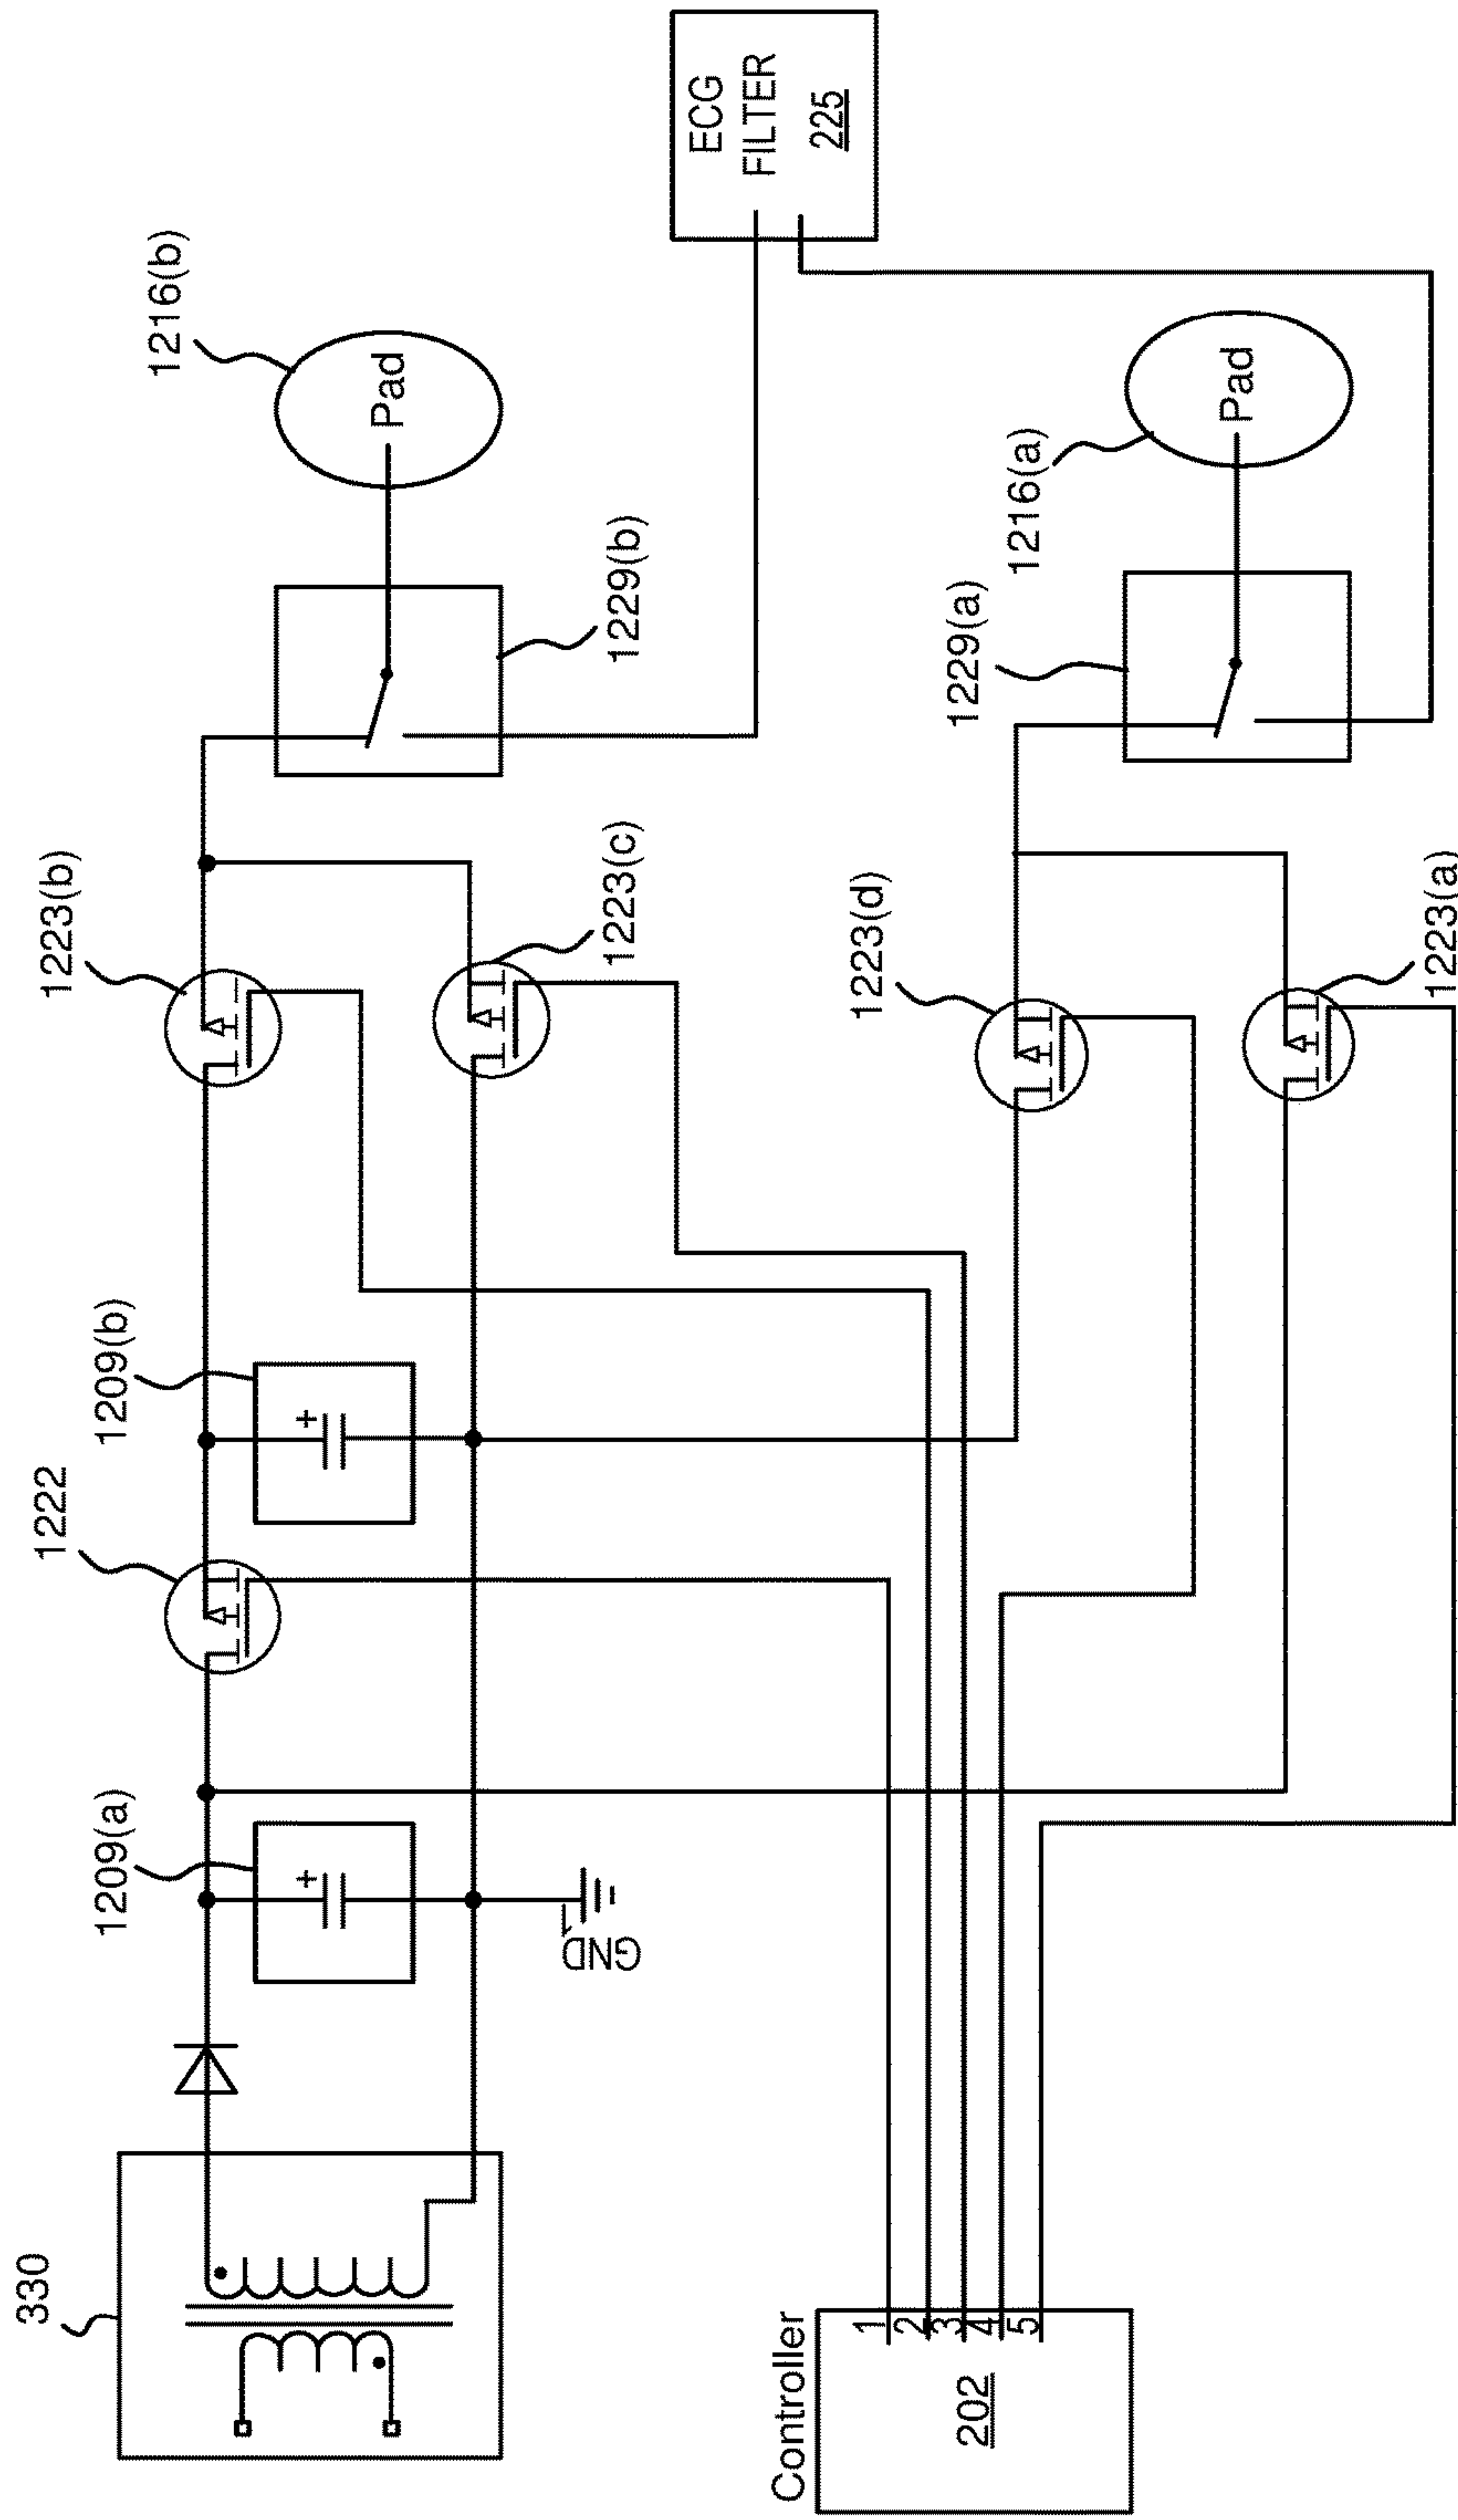 330
1209(a)
1222
1209(b)
1223(b)
1216(b)
+
+
GND
1
1223(c)
1229(b)
Pad
ECG
FILTER
225
Controller
202
1
2
3
4
5
1223(d)
1229(a)
1216(a)
Pad
1223(a)